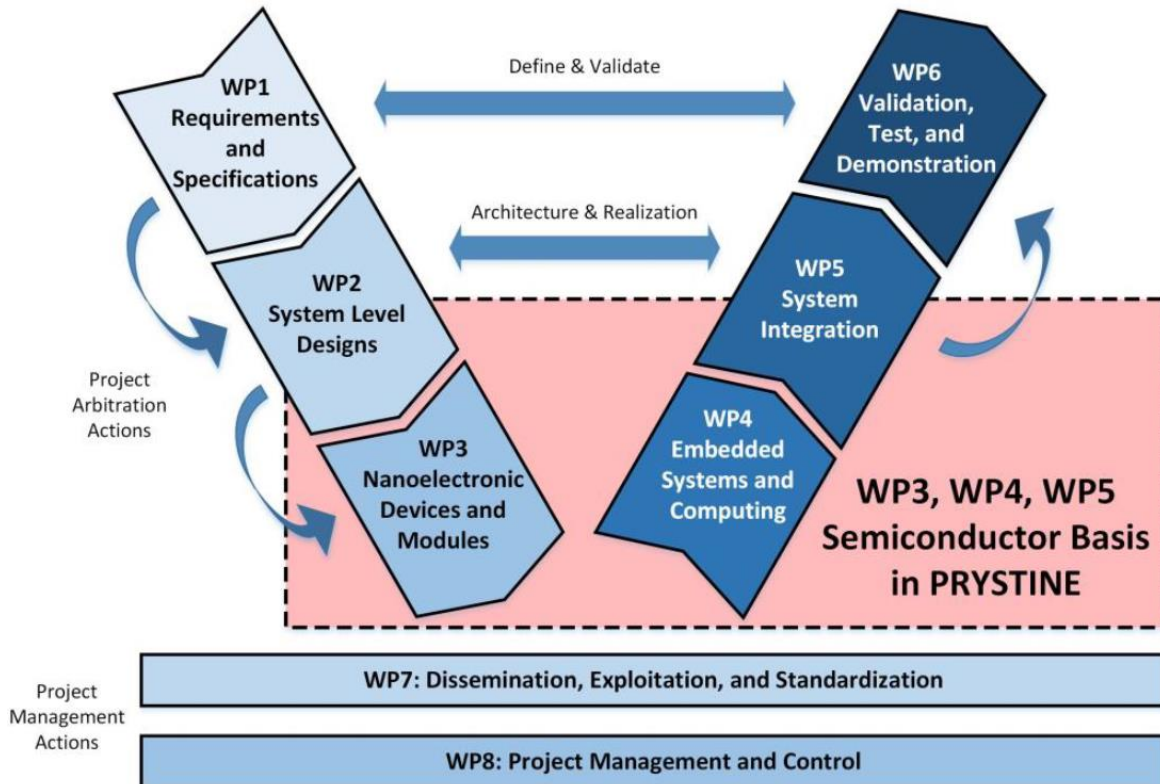 Define & Validate
WP1
Requirements
and
Specifications
WP6
Validation,
Test, and
Demonstration
Architecture & Realization
WP2
System Level
Designs
WP5
System
Integration
Project
Arbitration
Actions
WP3
Nanoelectronic
Devices and
Modules
WP4
Embedded
Systems and
Computing
WP3, WP4, WP5
Semiconductor Basis
in PRYSTINE
Project
Management
Actions
WP7: Dissemination, Exploitation, and Standardization
WP8: Project Management and Control